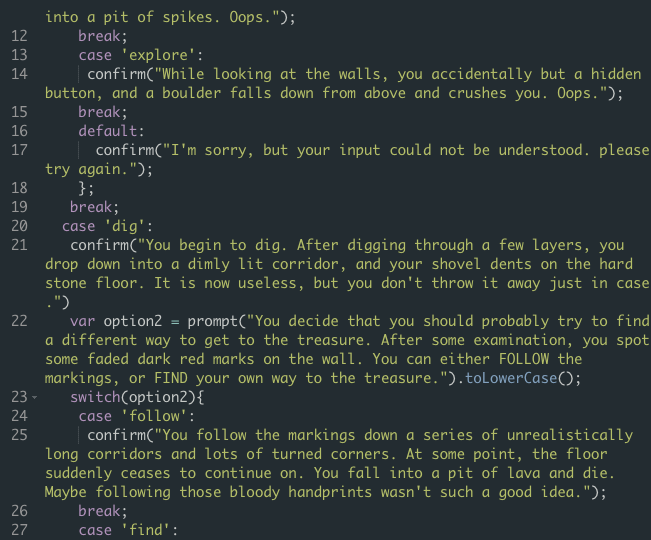 into a pit of spikes. Oops.");
12 break;
13 case 'explore':
14 confirm("While looking at the walls, you accidentally but a hidden
button, and a boulder falls down from above and crushes you. Oops.");
15 break;
16 default:
17 confirm("I'm sorry, but your input could not be understood. please
try again.");
18 };
19 break;
20 case 'dig':
21 confirm("You begin to dig. After digging through a few layers, you
drop down into a dimly lit corridor, and your shovel dents on the hard
stone floor. It is now useless, but you don't throw it away just in case
.")
22 var option2 = prompt("You decide that you should probably try to find
a different way to get to the treasure. After some examination, you spot
some faded dark red marks on the wall. You can either FOLLOW the
markings, or FIND your own way to the treasure.").toLowerCase();
23 switch(option2){
24 case 'follow':
25 confirm("You follow the markings down a series of unrealistically
long corridors and lots of turned corners. At some point, the floor
suddenly ceases to continue on. You fall into a pit of lava and die.
Maybe following those bloody handprints wasn't such a good idea.");
26 break;
27 case 'find':